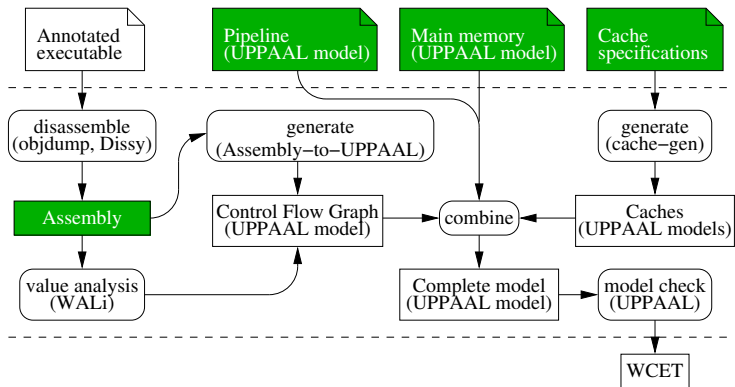 Annotated
executable
Pipeline
(UPPAAL model)
Main memory
(UPPAAL model)
Cache
specifications
disassemble
(objdump, Dissy)
generate
(Assembly−to−UPPAAL)
generate
(cache−gen)
Assembly
Control Flow Graph
(UPPAAL model)
combine
Caches
(UPPAAL models)
value analysis
(WALi)
Complete model
(UPPAAL model)
model check
(UPPAAL)
WCET